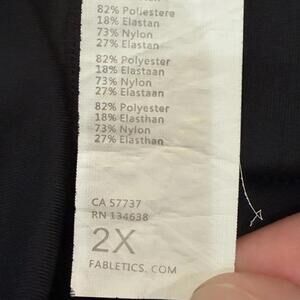 82% Poliestere
18% Elastan
73% Nylon
27% Elastan
82% Polyester
18% Elastaan
73% Nylon
27% Elastaan
82% Polyester
18% Elasthan
73% Nylon
27% Elasthan
CA 57737
RN 134638
2X
FABLETICS. COM